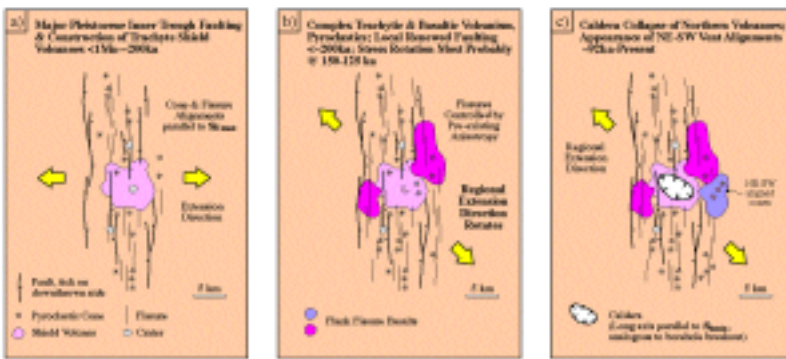 a)
Major Pleistocene Inner Trough Faulting
& Construction of Trachyte Shield
Volcanoes <1Ma–200ka
Cone & Fissure
Alignments
parallel to
Extension
Direction
Fault, tick on
downthrown side
Pyroclastic Cone
Fissure
Shield Volcano
Crater
5 km
b)
Complex Trachytic & Basaltic Volcanism,
Pyroclastics; Local Renewed Faulting
<~200ka; Stress Rotation Most Probably
@ 150-125 ka
Fissures
Controlled by
Pre-existing
Anisotropy
Regional
Extension
Direction
Rotates
Flank Fissure Basalts
5 km
c)
Caldera Collapse of Northern Volcanoes;
Appearance of NE-SW Vent Alignments
~92ka-Present
Regional
Extension
Direction
NE-SW
aligned
cones
5 km
Caldera
(Long axis parallel to
analogous to borehole breakout)